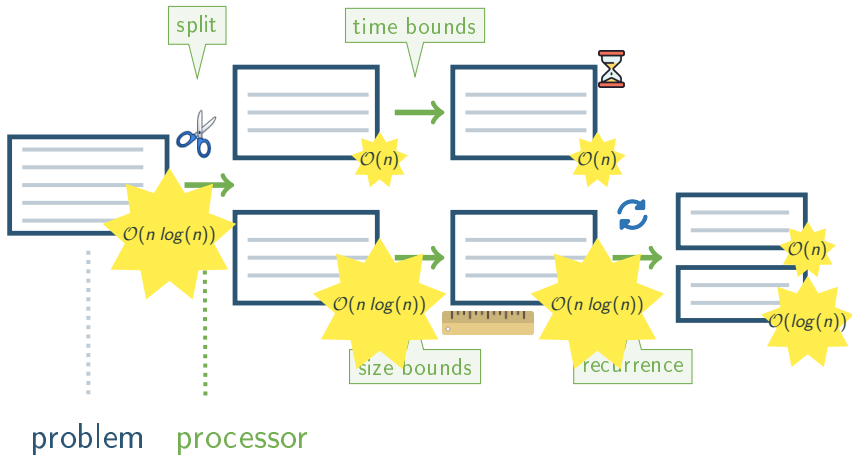 split
time bounds
O(n)
O(n)
O(n log(n))
O(n)
O(n log(n))
O(n log(n))
O(log(n))
size bounds
recurrence
problem processor